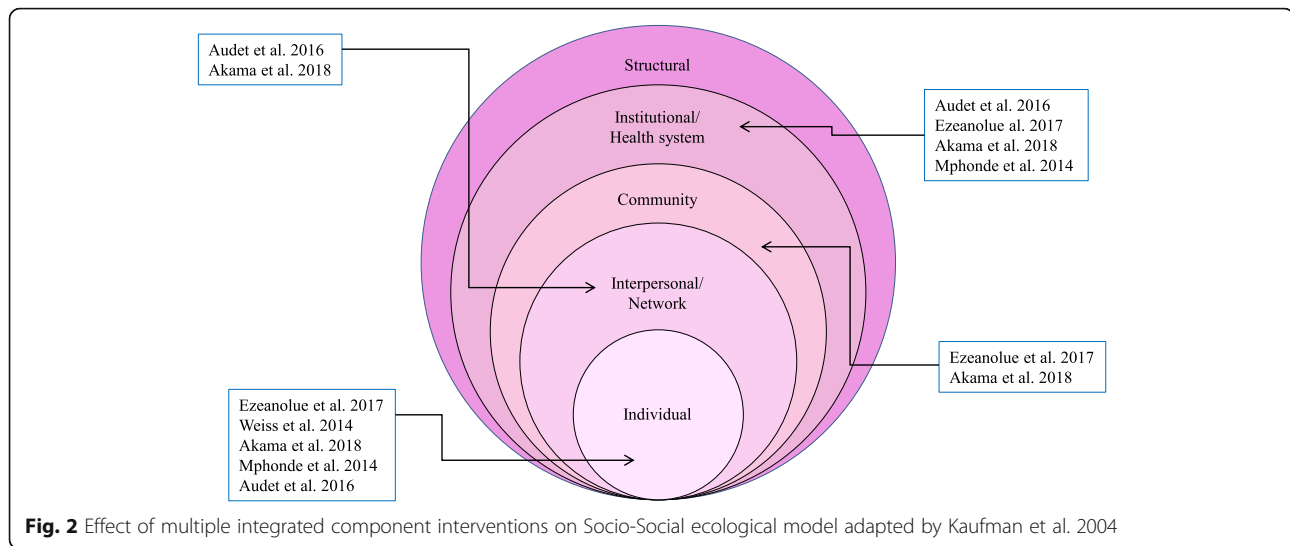 Audet et al. 2016
Akama et al. 2018
Structural
Institutional/
Health system
Audet et al. 2016
Ezeanolue al. 2017
Akama et al. 2018
Mphonde et al. 2014
Community
Interpersonal/
Network
Ezeanolue et al. 2017
Akama et al. 2018
Individual
Ezeanolue et al. 2017
Weiss et al. 2014
Akama et al. 2018
Mphonde et al. 2014
Audet et al. 2016
Fig. 2 Effect of multiple integrated component interventions on Socio-Social ecological model adapted by Kaufman et al. 2004